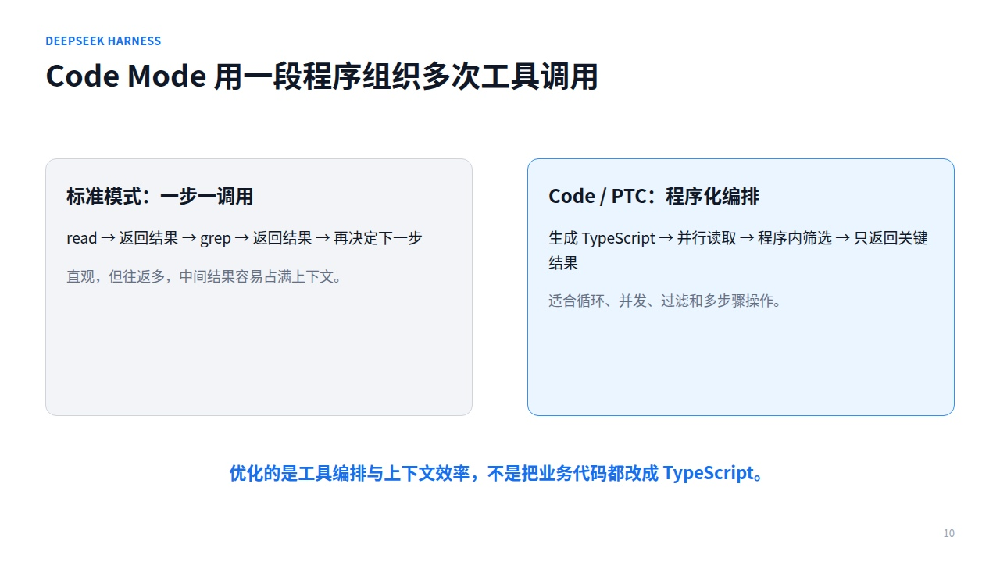 DEEPSEEK HARNESS
Code Mode 用一段程序组织多次工具调用
标准模式：一步一调用
read → 返回结果 → grep → 返回结果 → 再决定下一步
直观，但往返多，中间结果容易占满上下文。
Code / PTC：程序化编排
生成 TypeScript → 并行读取 → 程序内筛选 → 只返回关键
结果
适合循环、并发、过滤和多步骤操作。
优化的是工具编排与上下文效率，不是把业务代码都改成 TypeScript。
10